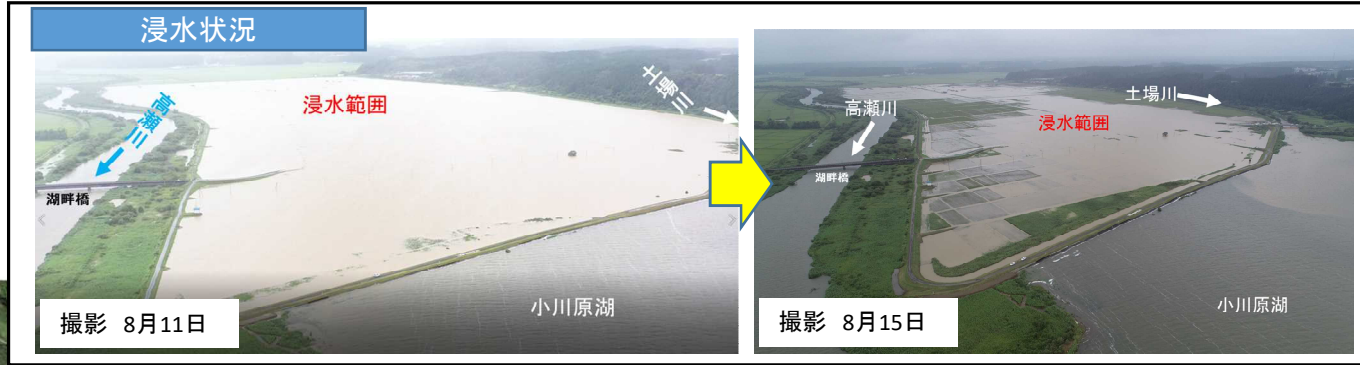 浸水状況
浸水範囲
高瀬川
土場川
湖畔橋
小川原湖
撮影 8月11日
土場川
高瀬川
浸水範囲
湖畔橋
小川原湖
撮影 8月15日